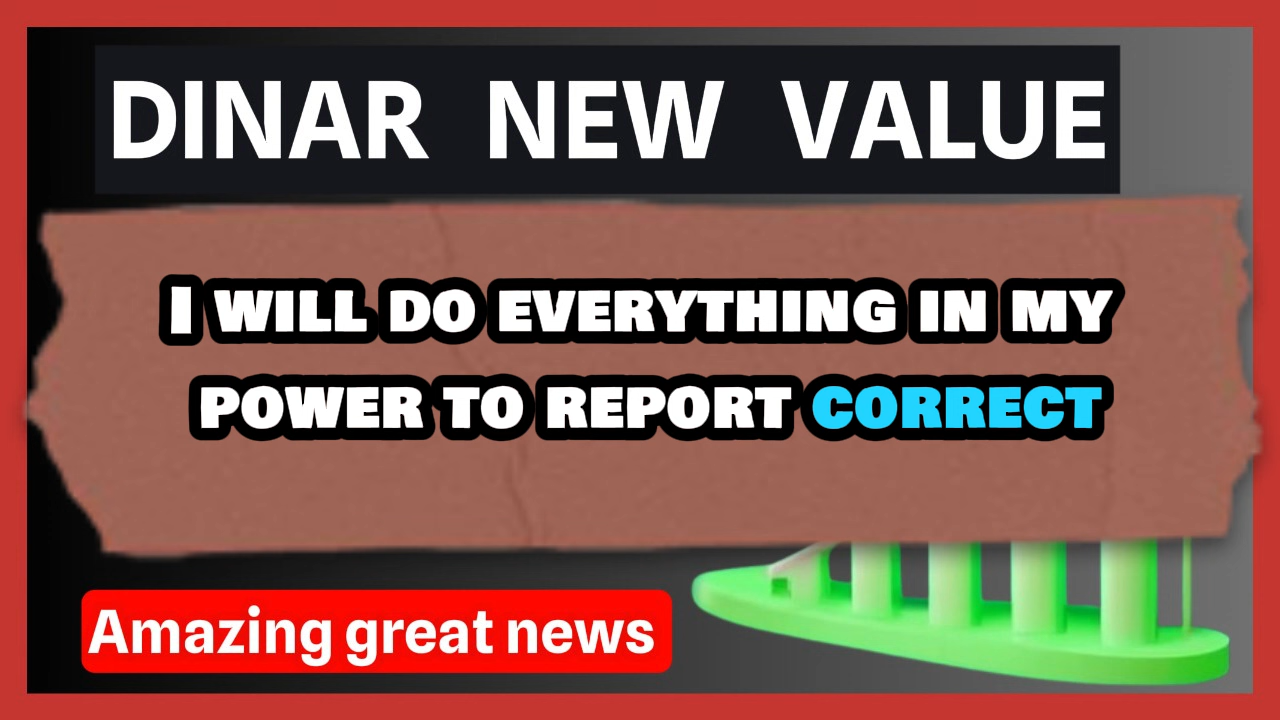 DINAR NEW VALUE
I WILL DO EVERYTHING IN MY
POWER TO REPORT CORRECT
Amazing great news